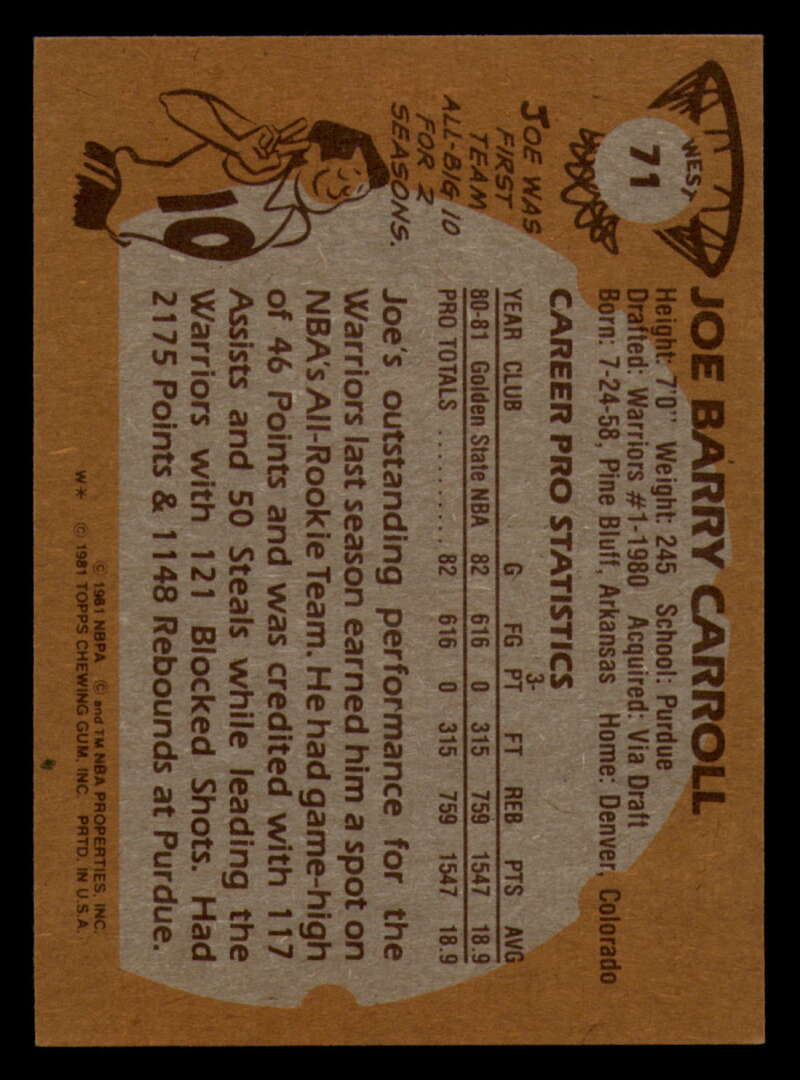 WEST
71
JOE BARRY CARROLL
Height: 7'0" Weight: 245 School: Purdue
Drafted: Warriors #1-1980 Acquired: Via Draft
Born: 7-24-58, Pine Bluff, Arkansas Home: Denver, Colorado
CAREER PRO STATISTICS
YEAR CLUB G FG 3-PT FT REB PTS AVG
80-81 Golden State NBA 82 616 0 315 759 1547 18.9
PRO TOTALS .......... 82 616 0 315 759 1547 18.9
JOE WAS
FIRST
TEAM
ALL-BIG 10
FOR 2
SEASONS.
10
Joe's outstanding performance for the
Warriors last season earned him a spot on
NBA's All-Rookie Team. He had game-high
of 46 Points and was credited with 117
Assists and 50 Steals while leading the
Warriors with 121 Blocked Shots. Had
2175 Points & 1148 Rebounds at Purdue.
© 1981 NBPA © and TM NBA PROPERTIES, INC.
W* © 1981 TOPPS CHEWING GUM, INC. PRTD. IN U.S.A.